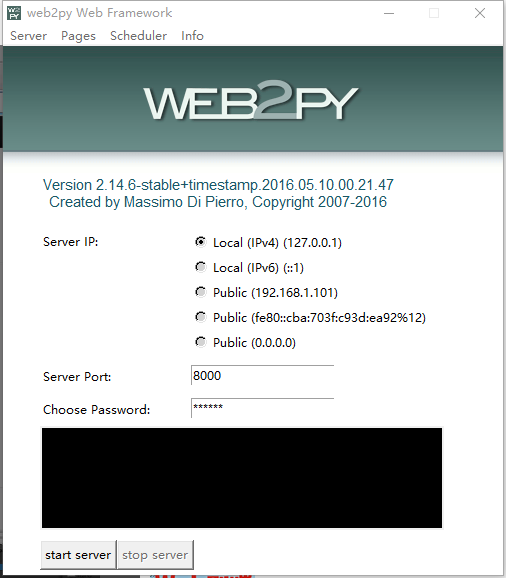 web2py Web Framework
Server Pages Scheduler Info
WEB2PY
Version 2.14.6-stable+timestamp.2016.05.10.00.21.47
Created by Massimo Di Pierro, Copyright 2007-2016
Server IP:
Local (IPv4) (127.0.0.1)
Local (IPv6) (::1)
Public (192.168.1.101)
Public (fe80::cba:703f:c93d:ea92%12)
Public (0.0.0.0)
Server Port: 8000
Choose Password: ******
start server stop server